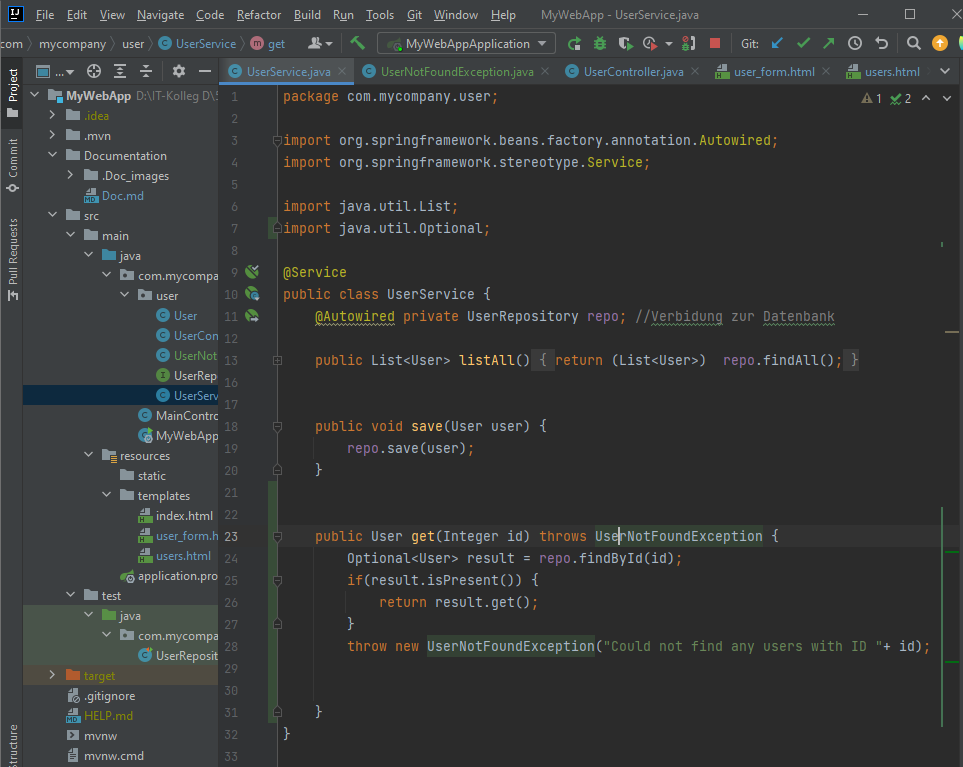 IJ File Edit View Navigate Code Refactor Build Run Tools Git Window Help MyWebApp - UserService.java
com mycompany user UserService get MyWebAppApplication Git:
Project
Commit
Pull Requests
Structure
MyWebApp D:\IT-Kolleg D\S
.idea
.mvn
Documentation
.Doc_images
Doc.md
src
main
java
com.mycompa
user
User
UserCon
UserNot
UserRep
UserServ
MainContro
MyWebApp
resources
static
templates
index.html
user_form.h
users.html
application.pro
test
java
com.mycompa
UserReposit
target
.gitignore
HELP.md
mvnw
mvnw.cmd
UserService.java UserNotFoundException.java UserController.java user_form.html users.html
1 package com.mycompany.user; 1 2
2
3 import org.springframework.beans.factory.annotation.Autowired;
4 import org.springframework.stereotype.Service;
5
6 import java.util.List;
7 import java.util.Optional;
8
9 @Service
10 public class UserService {
11 @Autowired private UserRepository repo; //Verbidung zur Datenbank
12
13 public List<User> listAll() { return (List<User>) repo.findAll(); }
16
17
18 public void save(User user) {
19 repo.save(user);
20 }
21
22
23 public User get(Integer id) throws UserNotFoundException {
24 Optional<User> result = repo.findById(id);
25 if(result.isPresent()) {
26 return result.get();
27 }
28 throw new UserNotFoundException("Could not find any users with ID "+ id);
29
30
31 }
32 }
33